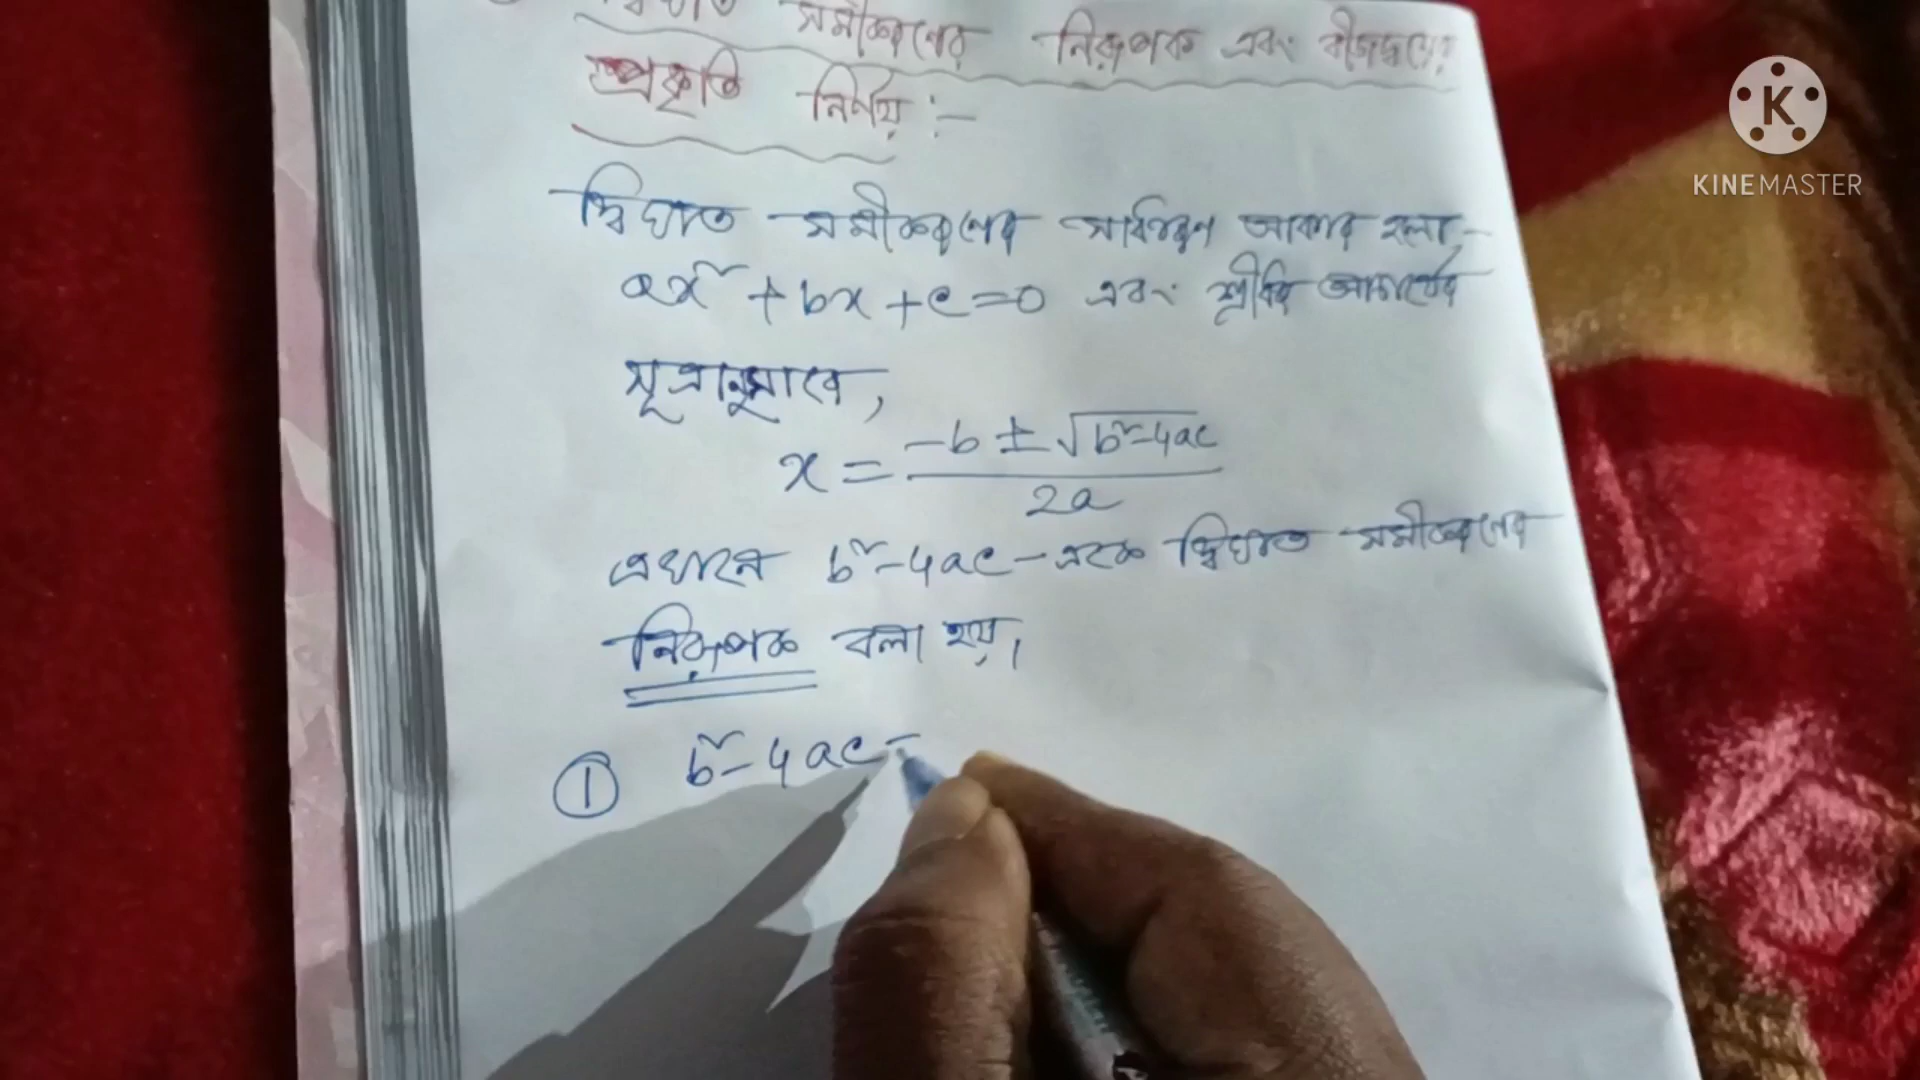 দ্বিঘাত সমীকরণের নিরূপক এবং বীজদ্বয়ের
প্রকৃতি নির্ণয় :-
দ্বিঘাত সমীকরণের সাধারণ আকার হলো-
ax² + bx + c = 0 এবং শ্রীধর আচার্যের
সূত্রানুসারে,
x = (-b ± √(b²-4ac)) / 2a
এখানে b²-4ac-একে দ্বিঘাত সমীকরণের
নিরূপক বলা হয়।
① b²-4ac
KINEMASTER